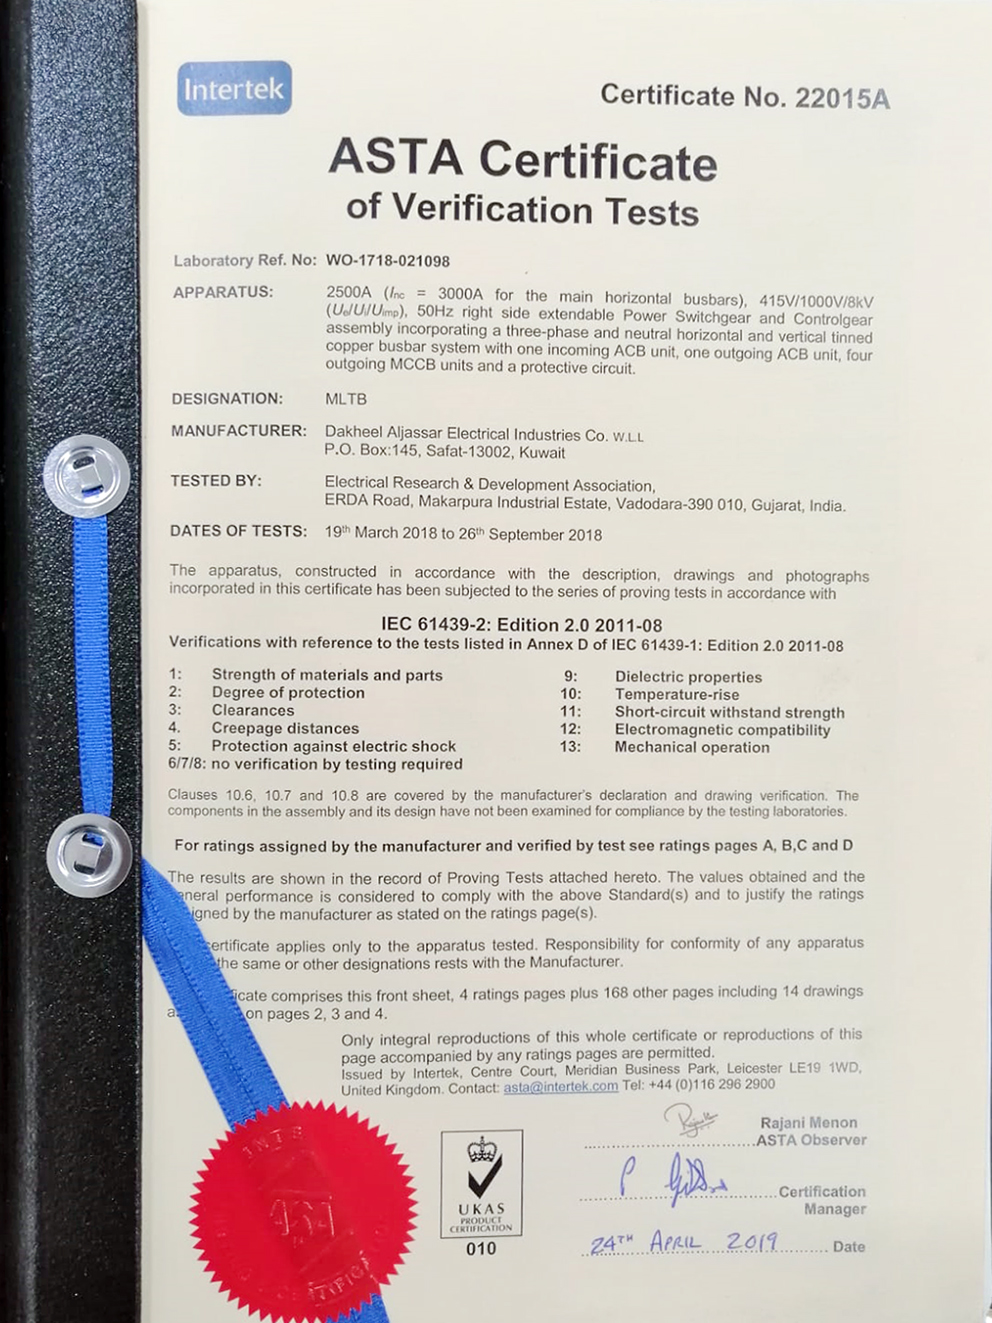 Intertek
Certificate No. 22015A
ASTA Certificate
of Verification Tests
Laboratory Ref. No: WO-1718-021098
APPARATUS: 2500A (Inc = 3000A for the main horizontal busbars), 415V/1000V/8kV
(Ue/Ui/Uimp), 50Hz right side extendable Power Switchgear and Controlgear
assembly incorporating a three-phase and neutral horizontal and vertical tinned
copper busbar system with one incoming ACB unit, one outgoing ACB unit, four
outgoing MCCB units and a protective circuit.
DESIGNATION: MLTB
MANUFACTURER: Dakheel Aljassar Electrical Industries Co. W.L.L
P.O. Box:145, Safat-13002, Kuwait
TESTED BY: Electrical Research & Development Association,
ERDA Road, Makarpura Industrial Estate, Vadodara-390 010, Gujarat, India.
DATES OF TESTS: 19th March 2018 to 26th September 2018
The apparatus, constructed in accordance with the description, drawings and photographs
incorporated in this certificate has been subjected to the series of proving tests in accordance with
IEC 61439-2: Edition 2.0 2011-08
Verifications with reference to the tests listed in Annex D of IEC 61439-1: Edition 2.0 2011-08
1: Strength of materials and parts
2: Degree of protection
3: Clearances
4. Creepage distances
5: Protection against electric shock
6/7/8: no verification by testing required
9: Dielectric properties
10: Temperature-rise
11: Short-circuit withstand strength
12: Electromagnetic compatibility
13: Mechanical operation
Clauses 10.6, 10.7 and 10.8 are covered by the manufacturer's declaration and drawing verification. The
components in the assembly and its design have not been examined for compliance by the testing laboratories.
For ratings assigned by the manufacturer and verified by test see ratings pages A, B,C and D
The results are shown in the record of Proving Tests attached hereto. The values obtained and the
neral performance is considered to comply with the above Standard(s) and to justify the ratings
igned by the manufacturer as stated on the ratings page(s).
ertificate applies only to the apparatus tested. Responsibility for conformity of any apparatus
the same or other designations rests with the Manufacturer.
icate comprises this front sheet, 4 ratings pages plus 168 other pages including 14 drawings
a on pages 2, 3 and 4.
Only integral reproductions of this whole certificate or reproductions of this
page accompanied by any ratings pages are permitted.
Issued by Intertek, Centre Court, Meridian Business Park, Leicester LE19 1WD,
United Kingdom. Contact: asta@intertek.com Tel: +44 (0)116 296 2900
Rajani Menon
ASTA Observer
Certification
Manager
24TH APRIL 2019 Date
UKAS
PRODUCT
CERTIFICATION
010